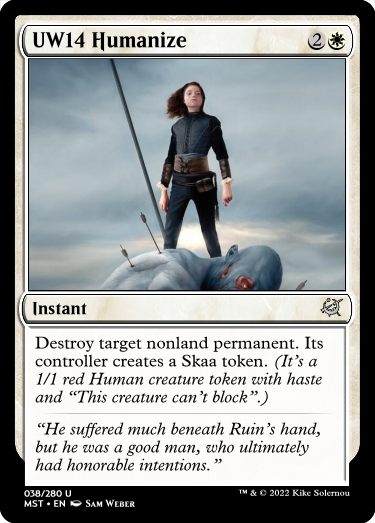 UW14 Humanize 2
Instant
Destroy target nonland permanent. Its
controller creates a Skaa token. (It's a
1/1 red Human creature token with haste
and “This creature can't block”.)
“He suffered much beneath Ruin's hand,
but he was a good man, who ultimately
had honorable intentions.”
038/280 U
MST • EN Sam Weber
™ & © 2022 Kike Solernou